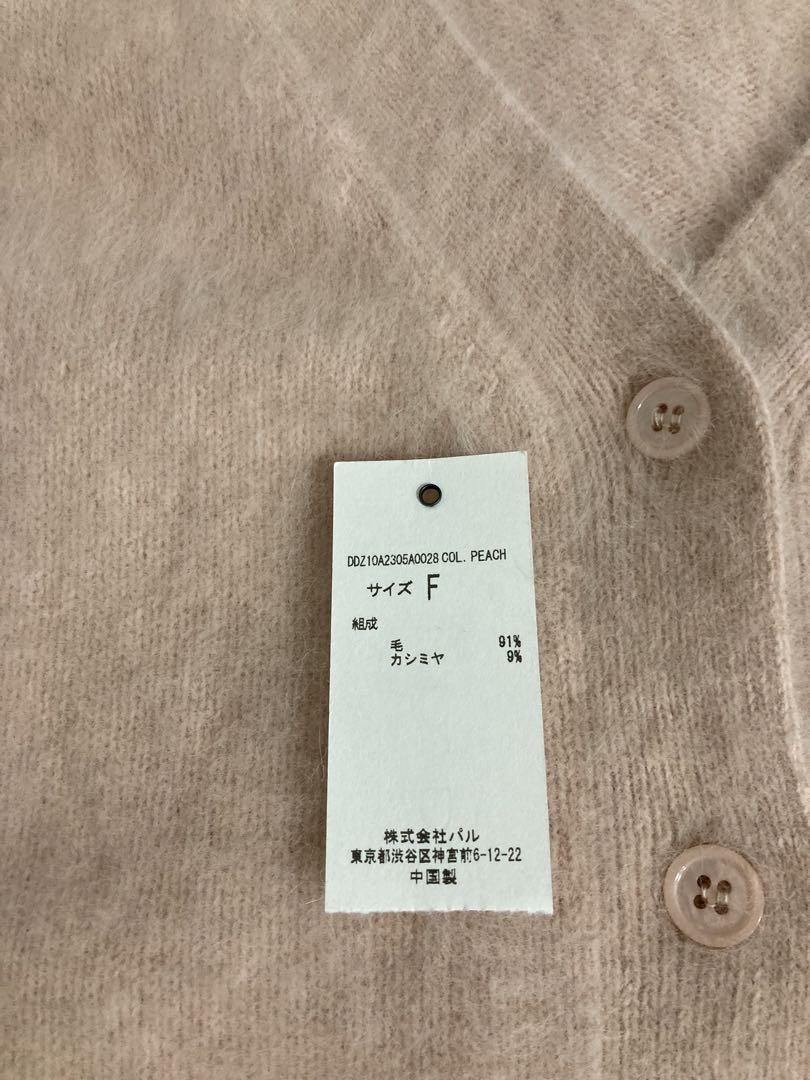 DDZ10A2305A0028 COL. PEACH
サイズ F
組成
毛 91%
カシミヤ 9%
株式会社パル
東京都渋谷区神宮前6-12-22
中国製